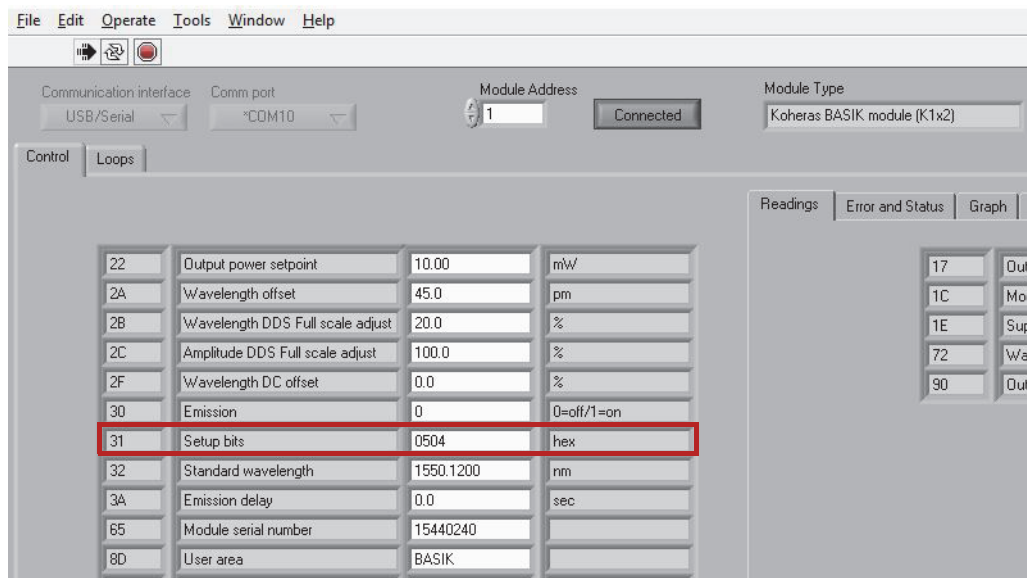 File Edit Operate Tools Window Help
Communication interface Comm port Module Address Module Type
USB/Serial *COM10 1 Connected Koheras BASIK module (K1x2)
Control Loops
Readings Error and Status Graph
22 Output power setpoint 10.00 mW 17 Out
2A Wavelength offset 45.0 pm 1C Mo
2B Wavelength DDS Full scale adjust 20.0 % 1E Sup
2C Amplitude DDS Full scale adjust 100.0 % 72 Wa
2F Wavelength DC offset 0.0 % 90 Out
30 Emission 0 0=off/1=on
31 Setup bits 0504 hex
32 Standard wavelength 1550.1200 nm
3A Emission delay 0.0 sec
65 Module serial number 15440240
8D User area BASIK